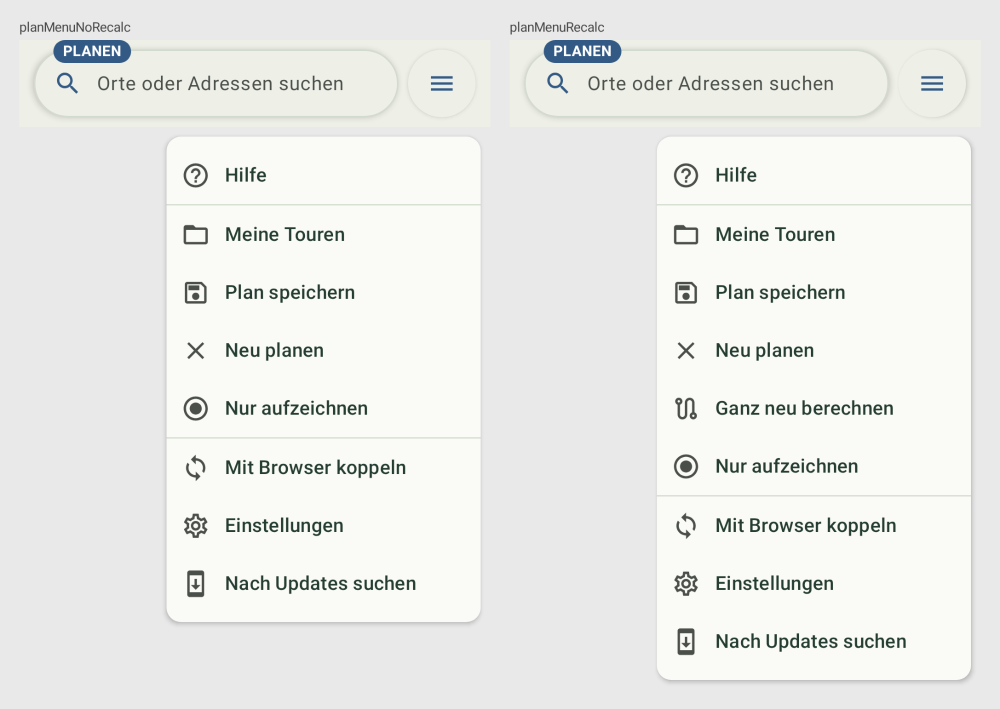 planMenuNoRecalc
PLANEN
Orte oder Adressen suchen
Hilfe
Meine Touren
Plan speichern
Neu planen
Nur aufzeichnen
Mit Browser koppeln
Einstellungen
Nach Updates suchen
planMenuRecalc
PLANEN
Orte oder Adressen suchen
Hilfe
Meine Touren
Plan speichern
Neu planen
Ganz neu berechnen
Nur aufzeichnen
Mit Browser koppeln
Einstellungen
Nach Updates suchen